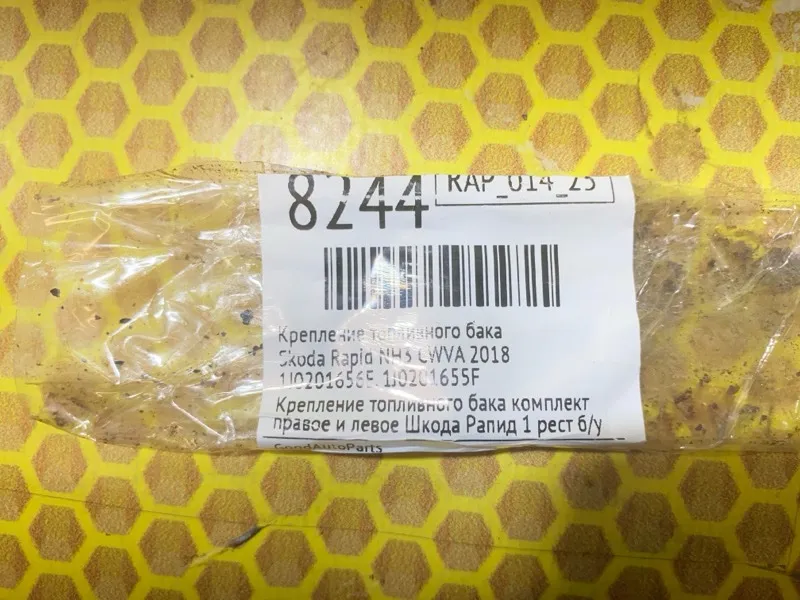 8244
RAP_014_25
Крепление топливного бака
Skoda Rapid NH3 CWVA 2018
1J0201656F, 1J0201655F
Крепление топливного бака комплект
правое и левое Шкода Рапид 1 рест б/у
GoodAutoParts